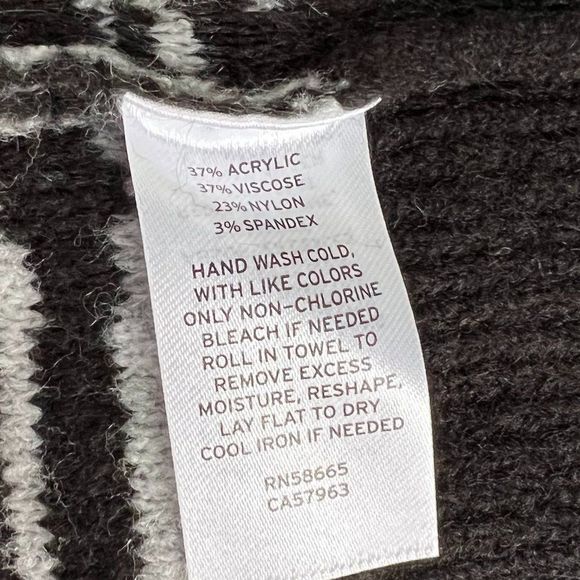 37% ACRYLIC
37% VISCOSE
23% NYLON
3% SPANDEX
HAND WASH COLD,
WITH LIKE COLORS
ONLY NON-CHLORINE
BLEACH IF NEEDED
ROLL IN TOWEL TO
REMOVE EXCESS
MOISTURE, RESHAPE,
LAY FLAT TO DRY
COOL IRON IF NEEDED
RN58665
CA57963